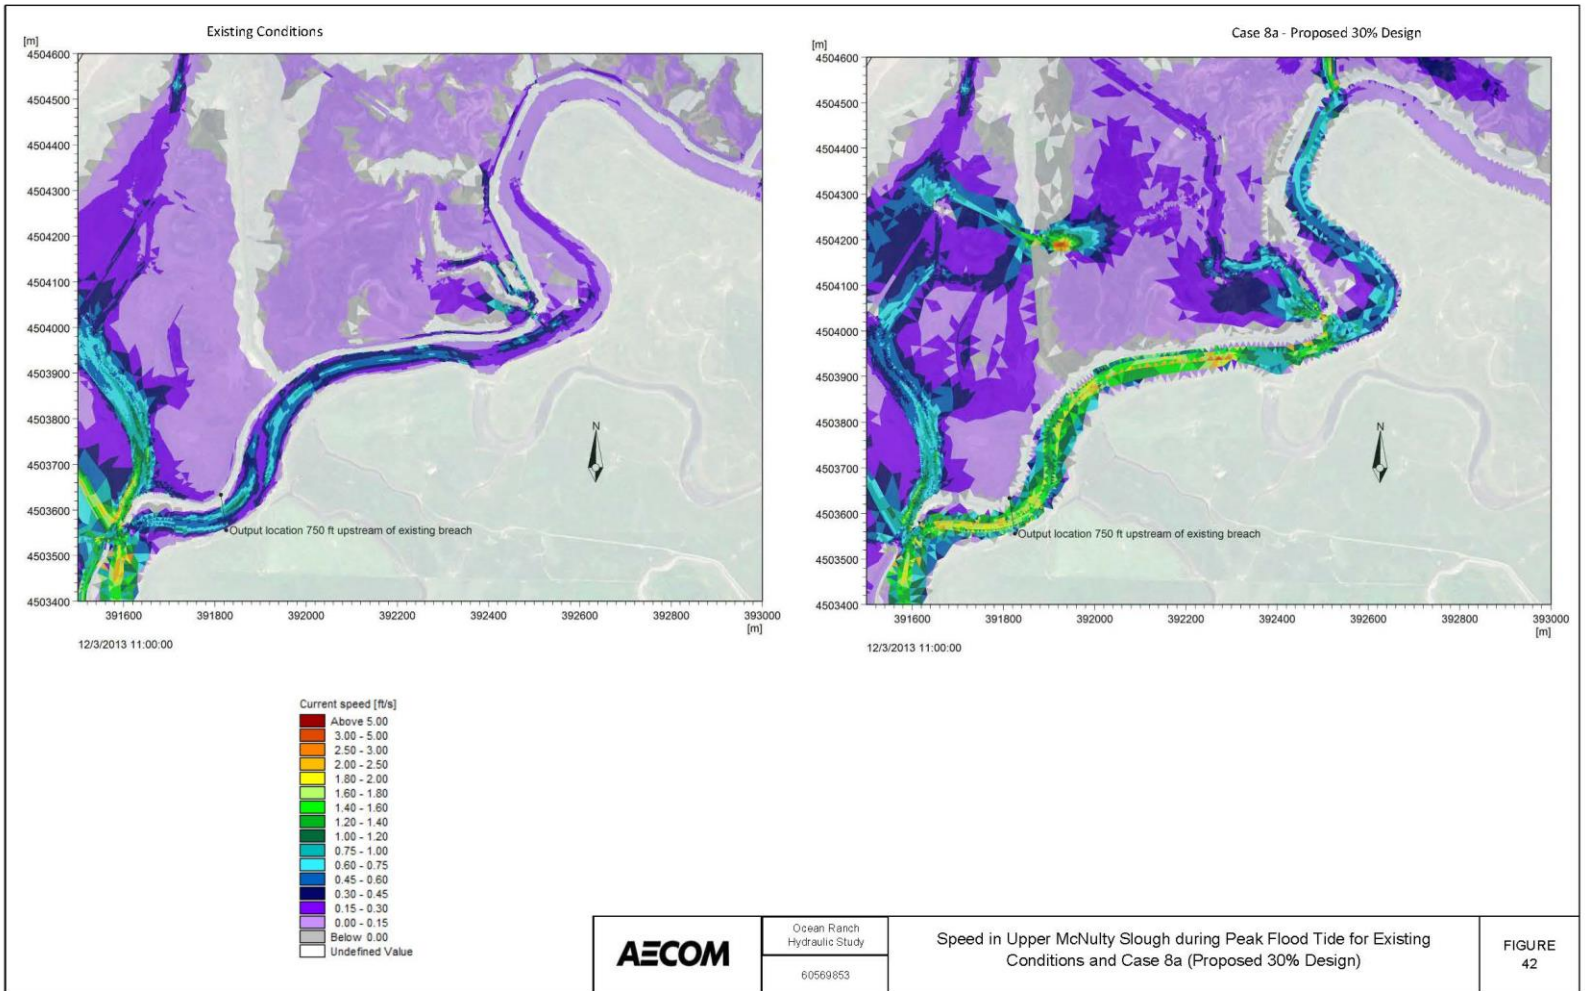 Existing Conditions
[m]
4504600
4504500
4504400
4504300
4504200
4504100
4504000
4503900
4503800
4503700
4503600
4503500
4503400
N
Output location 750 ft upstream of existing breach
391600
391800
392000
392200
392400
392600
392800
393000
[m]
12/3/2013 11:00:00
Case 8a - Proposed 30% Design
[m]
4504600
4504500
4504400
4504300
4504200
4504100
4504000
4503900
4503800
4503700
4503600
4503500
4503400
N
Output location 750 ft upstream of existing breach
391600
391800
392000
392200
392400
392600
392800
393000
[m]
12/3/2013 11:00:00
Current speed [ft/s]
Above 5.00
3.00 - 5.00
2.50 - 3.00
2.00 - 2.50
1.80 - 2.00
1.60 - 1.80
1.40 - 1.60
1.20 - 1.40
1.00 - 1.20
0.75 - 1.00
0.60 - 0.75
0.45 - 0.60
0.30 - 0.45
0.15 - 0.30
0.00 - 0.15
Below 0.00
Undefined Value
AECOM
Ocean Ranch
Hydraulic Study
60569853
Speed in Upper McNulty Slough during Peak Flood Tide for Existing
Conditions and Case 8a (Proposed 30% Design)
FIGURE
42